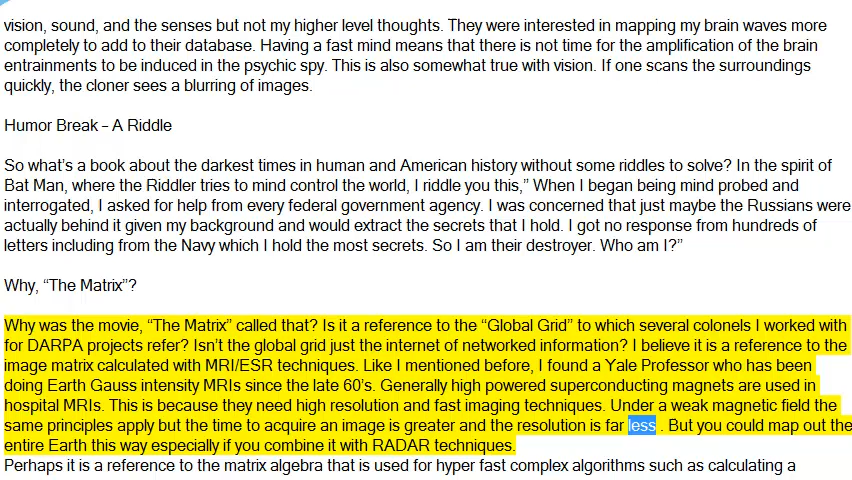 vision, sound, and the senses but not my higher level thoughts. They were interested in mapping my brain waves more
completely to add to their database. Having a fast mind means that there is not time for the amplification of the brain
entrainments to be induced in the psychic spy. This is also somewhat true with vision. If one scans the surroundings
quickly, the cloner sees a blurring of images.
Humor Break – A Riddle
So what's a book about the darkest times in human and American history without some riddles to solve? In the spirit of
Bat Man, where the Riddler tries to mind control the world, I riddle you this,” When I began being mind probed and
interrogated, I asked for help from every federal government agency. I was concerned that just maybe the Russians were
actually behind it given my background and would extract the secrets that I hold. I got no response from hundreds of
letters including from the Navy which I hold the most secrets. So I am their destroyer. Who am I?”
Why, “The Matrix”?
Why was the movie, “The Matrix” called that? Is it a reference to the “Global Grid” to which several colonels I worked with
for DARPA projects refer? Isn't the global grid just the internet of networked information? I believe it is a reference to the
image matrix calculated with MRI/ESR techniques. Like I mentioned before, I found a Yale Professor who has been
doing Earth Gauss intensity MRIs since the late 60's. Generally high powered superconducting magnets are used in
hospital MRIs. This is because they need high resolution and fast imaging techniques. Under a weak magnetic field the
same principles apply but the time to acquire an image is greater and the resolution is far less . But you could map out the
entire Earth this way especially if you combine it with RADAR techniques.
Perhaps it is a reference to the matrix algebra that is used for hyper fast complex algorithms such as calculating a